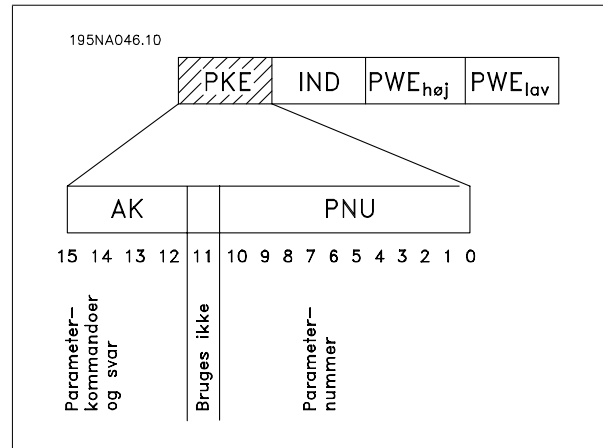 195NA046.10
PKE IND PWEhøj PWElav
AK PNU
15 14 13 12 11 10 9 8 7 6 5 4 3 2 1 0
Parameter-
kommandoer
og svar
Bruges ikke
Parameter-
nummer